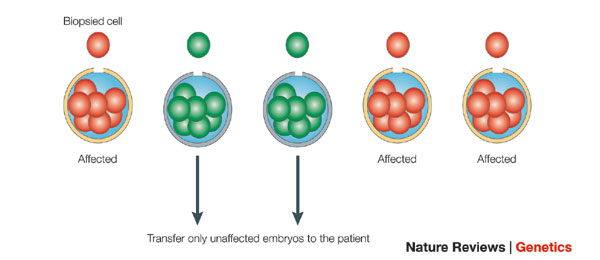 Biopsied cell
Affected
Affected
Affected
Transfer only unaffected embryos to the patient
Nature Reviews | Genetics